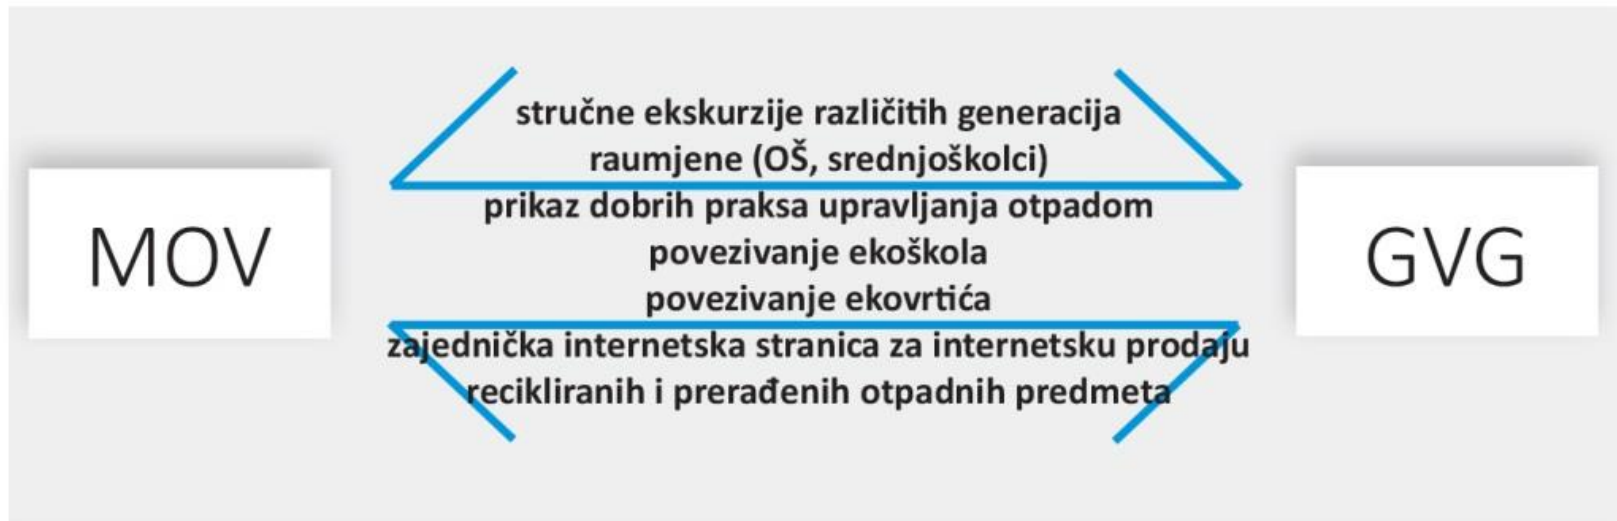 MOV
stručne ekskurzije različitih generacija
raumjene (OŠ, srednjoškolci)
prikaz dobrih praksa upravljanja otpadom
povezivanje ekoškola
povezivanje ekovrtića
zajednička internetska stranica za internetsku prodaju
recikliranih i prerađenih otpadnih predmeta
GVG